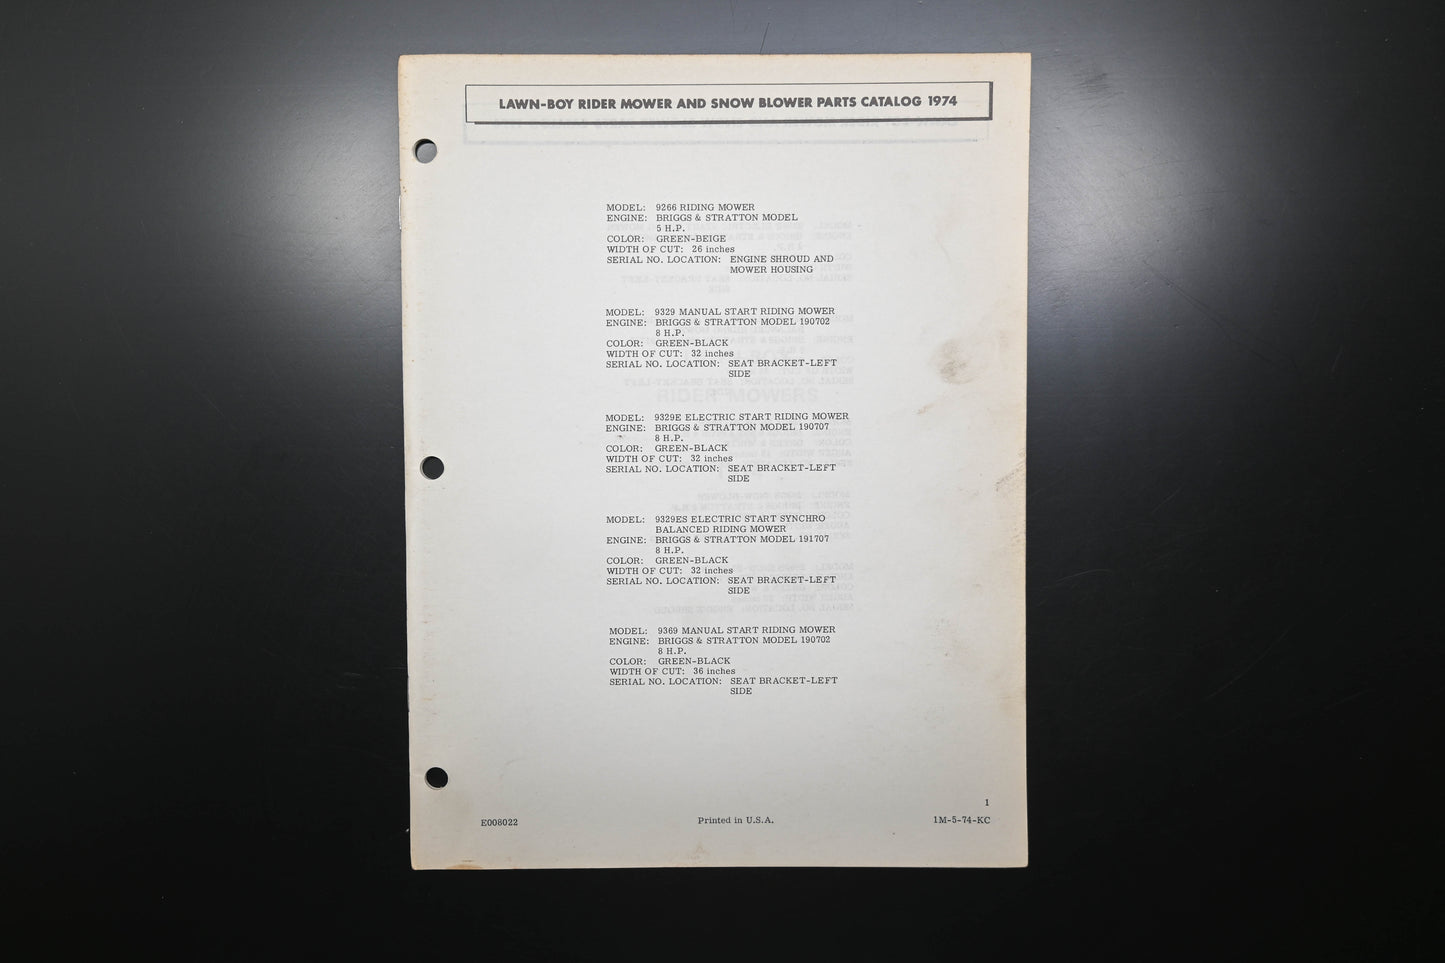 LAWN-BOY RIDER MOWER AND SNOW BLOWER PARTS CATALOG 1974
MODEL: 9266 RIDING MOWER
ENGINE: BRIGGS & STRATTON MODEL
5 H.P.
COLOR: GREEN-BEIGE
WIDTH OF CUT: 26 inches
SERIAL NO. LOCATION: ENGINE SHROUD AND
MOWER HOUSING
MODEL: 9329 MANUAL START RIDING MOWER
ENGINE: BRIGGS & STRATTON MODEL 190702
8 H.P.
COLOR: GREEN-BLACK
WIDTH OF CUT: 32 inches
SERIAL NO. LOCATION: SEAT BRACKET-LEFT
SIDE
MODEL: 9329E ELECTRIC START RIDING MOWER
ENGINE: BRIGGS & STRATTON MODEL 190707
8 H.P.
COLOR: GREEN-BLACK
WIDTH OF CUT: 32 inches
SERIAL NO. LOCATION: SEAT BRACKET-LEFT
SIDE
MODEL: 9329ES ELECTRIC START SYNCHRO
BALANCED RIDING MOWER
ENGINE: BRIGGS & STRATTON MODEL 191707
8 H.P.
COLOR: GREEN-BLACK
WIDTH OF CUT: 32 inches
SERIAL NO. LOCATION: SEAT BRACKET-LEFT
SIDE
MODEL: 9369 MANUAL START RIDING MOWER
ENGINE: BRIGGS & STRATTON MODEL 190702
8 H.P.
COLOR: GREEN-BLACK
WIDTH OF CUT: 36 inches
SERIAL NO. LOCATION: SEAT BRACKET-LEFT
SIDE
1
E008022 Printed in U.S.A. 1M-5-74-KC